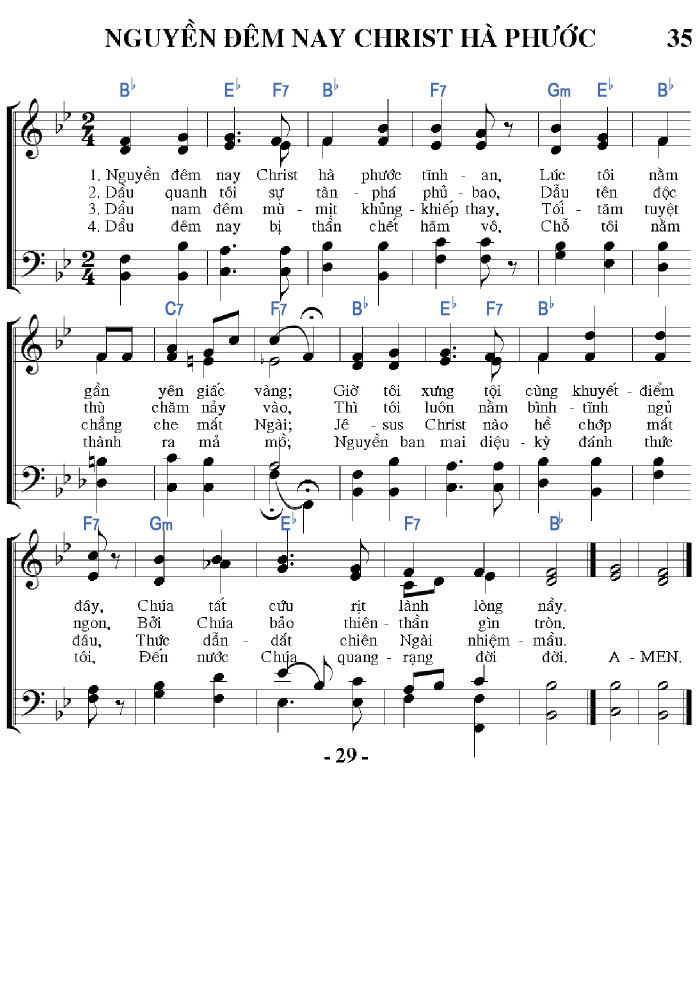 NGUYỀN ĐÊM NAY CHRIST HÀ PHƯỚC 35
B♭ E♭ F7 B♭ F7 Gm E♭ B♭
2 4
1. Nguyền đêm nay Christ hà phước tĩnh - an, Lúc tôi nằm
2. Dầu quanh tôi sự tàn - phá phủ - bao, Dẫu tên độc
3. Dầu nam đêm mù - mịt khủng - khiếp thay, Tối - tăm tuyệt
4. Dầu đêm nay bị thần chết hãm vô, Chỗ tôi nằm
2 4
C7 F7 B♭ E♭ F7 B♭
gần yên giấc vàng; Giờ tôi xưng tội cùng khuyết - điểm
thù chăm nảy vào, Thì tôi luôn nằm bình - tĩnh ngủ
chẳng che mất Ngài; Jê - sus Christ nào hề chớp mắt
thành ra mả mồ; Nguyền ban mai diệu - kỳ đánh thức
F7 Gm E♭ F7 B♭
đây, Chúa tất cứu rịt lành lòng nầy.
ngon, Bởi Chúa bảo thiên - thần gìn tròn.
đâu, Thức dẫn - dắt chiên Ngài nhiệm - mầu.
tôi, Đến nước Chúa quang - rạng đời đời. A - MEN.
- 29 -